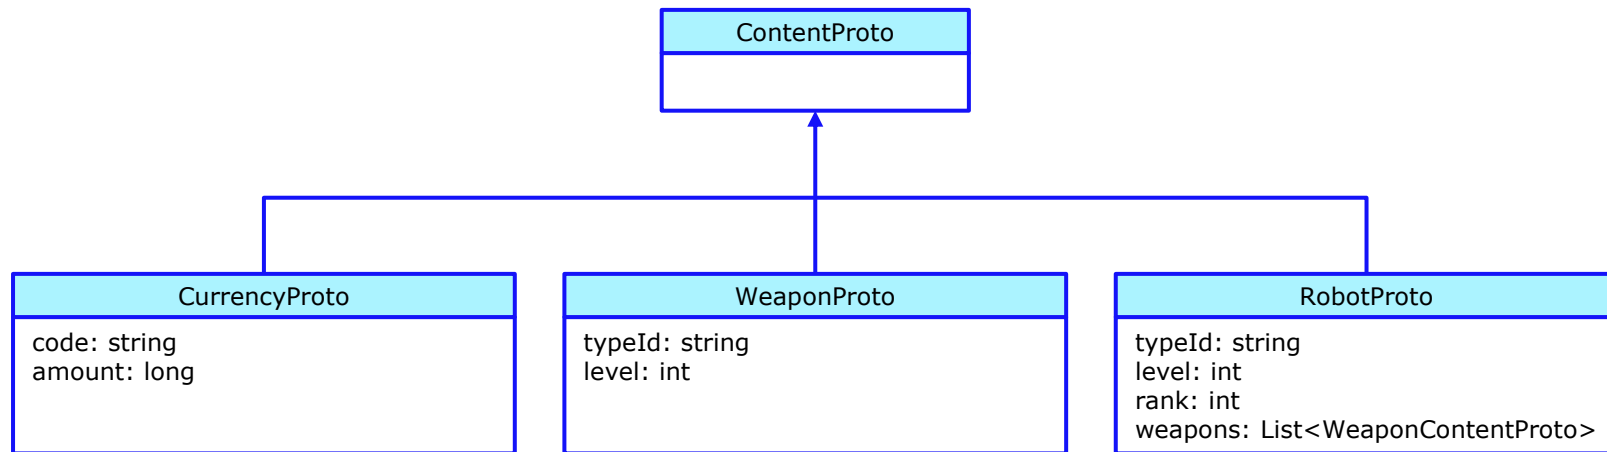 ContentProto
CurrencyProto
code: string
amount: long
WeaponProto
typeId: string
level: int
RobotProto
typeId: string
level: int
rank: int
weapons: List<WeaponContentProto>